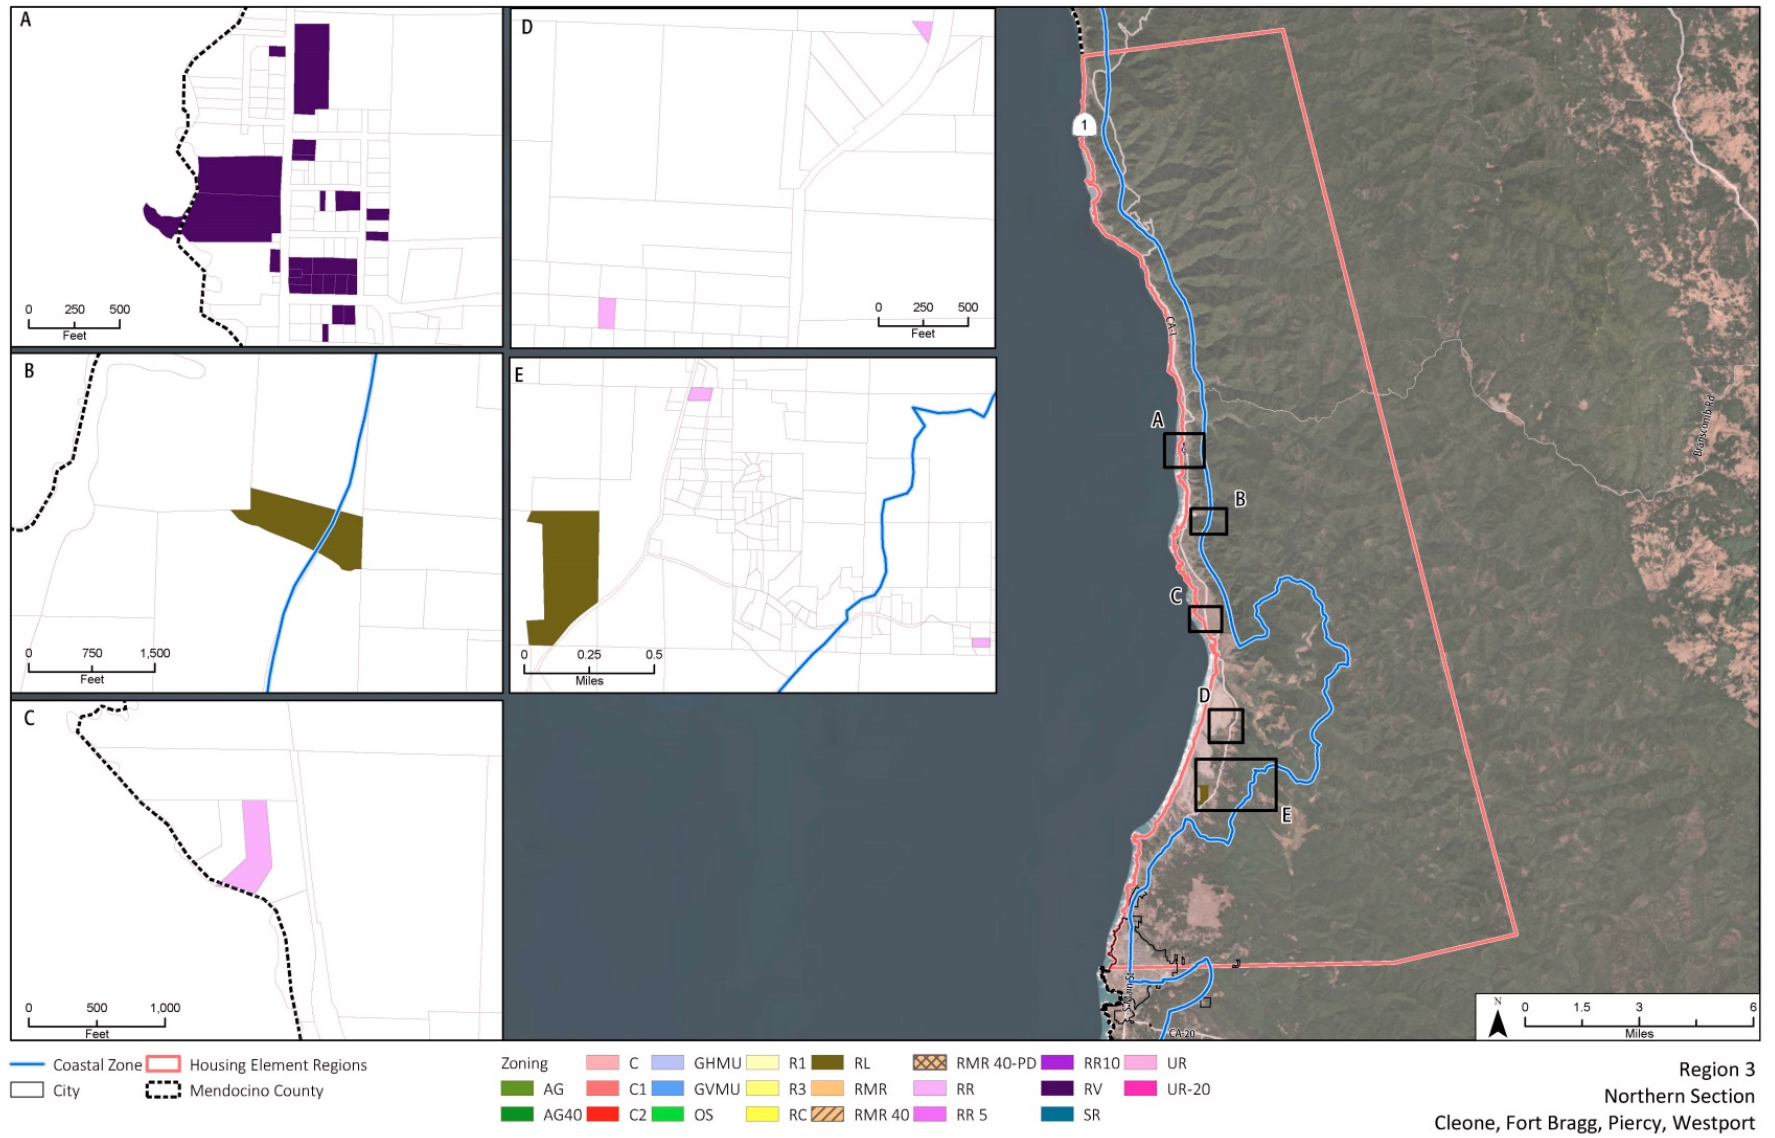 A
0 250 500
Feet
D
0 250 500
Feet
B
0 750 1,500
Feet
E
0 0.25 0.5
Miles
C
0 500 1,000
Feet
1
CA-1
Branscomb Rd
A
B
C
D
E
S Main St
CA-20
N
0 1.5 3 6
Miles
Coastal Zone Housing Element Regions
City Mendocino County
Zoning C GHMU R1 RL RMR 40-PD RR10 UR
AG C1 GVMU R3 RMR RR RV UR-20
AG40 C2 OS RC RMR 40 RR 5 SR
Region 3
Northern Section
Cleone, Fort Bragg, Piercy, Westport